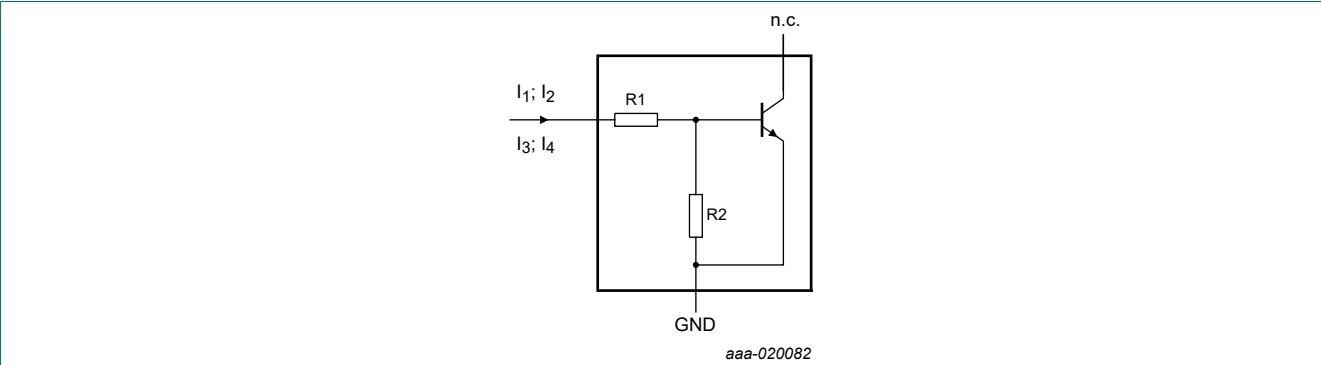 n.c.
I1; I2
R1
I3; I4
R2
GND
aaa-020082